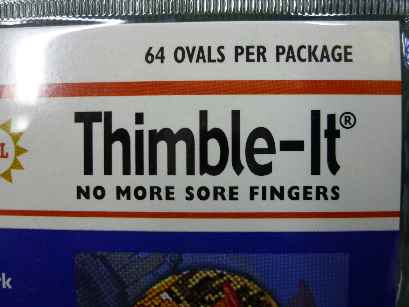 64 OVALS PER PACKAGE
Thimble-It®
NO MORE SORE FINGERS